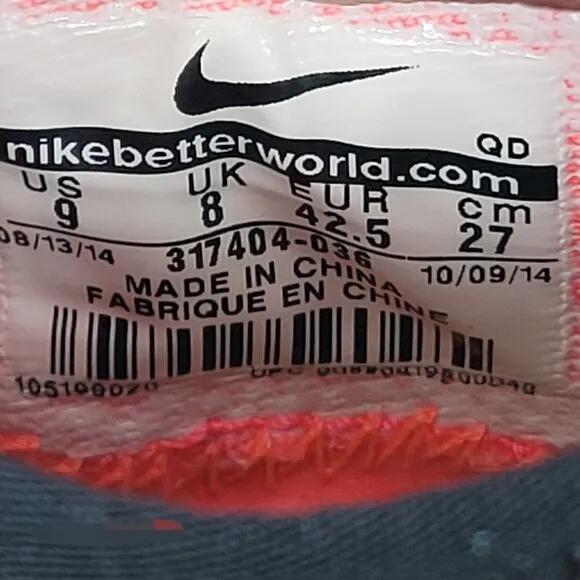 QD
nikebetterworld.com
US UK EUR cm
9 8 42.5 27
08/13/14 317404-036 10/09/14
MADE IN CHINA
FABRIQUE EN CHINE
UPC